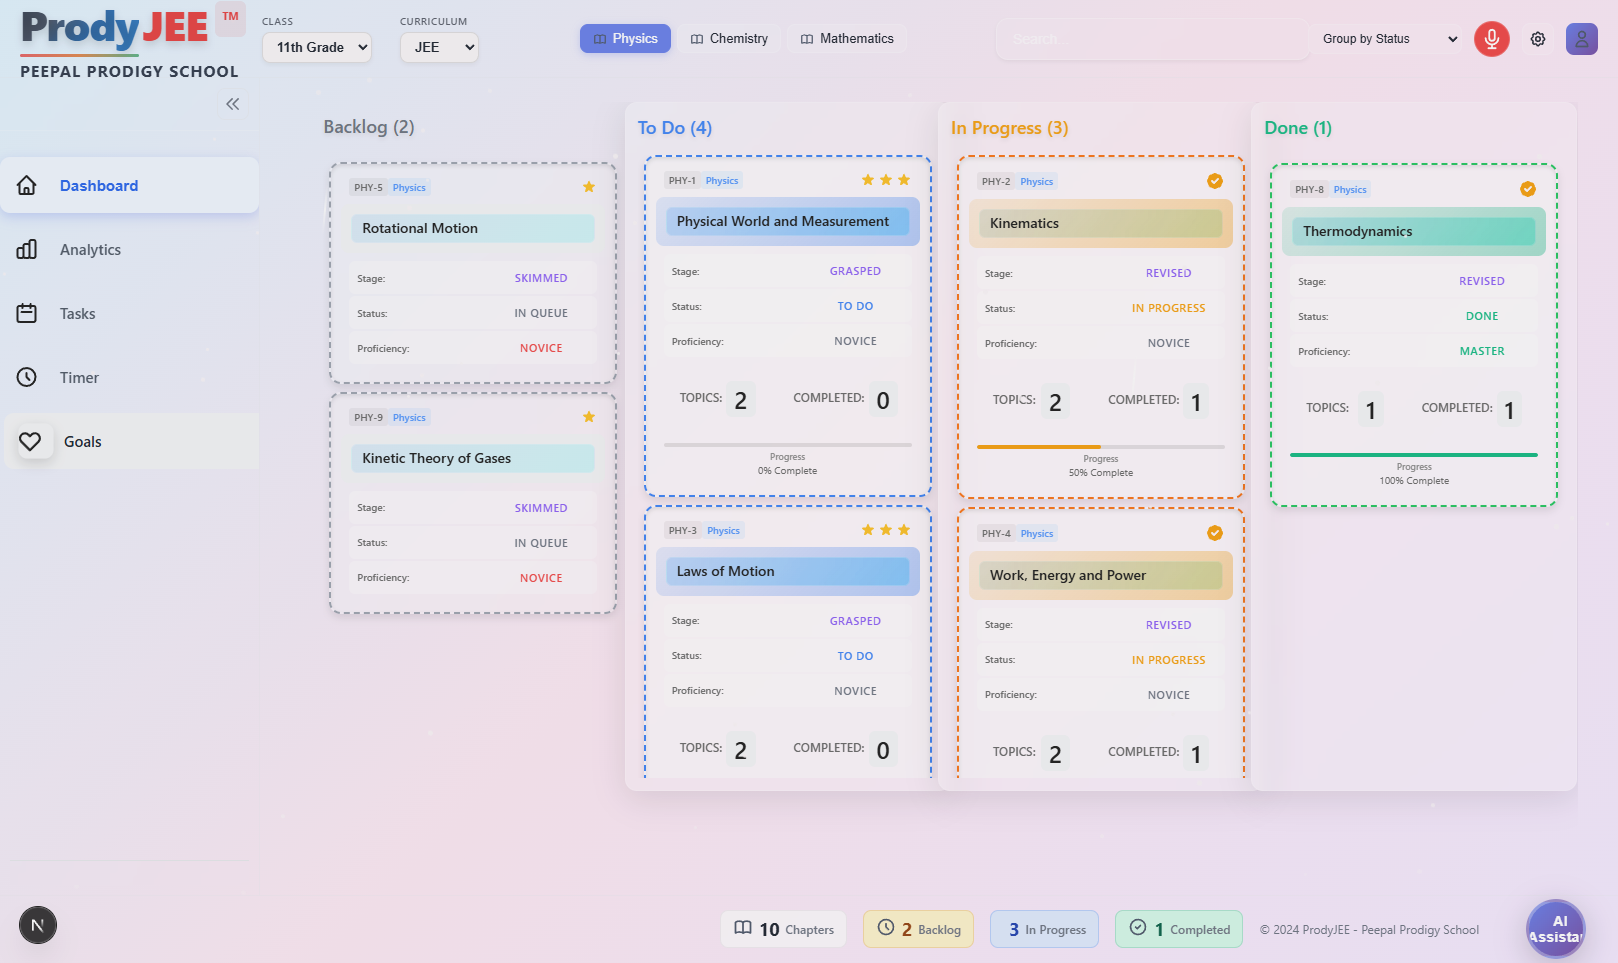 ProdyJEE TM
PEEPAL PRODIGY SCHOOL
CLASS
11th Grade
CURRICULUM
JEE
Physics
Chemistry
Mathematics
Search...
Group by Status
Dashboard
Analytics
Tasks
Timer
Goals
Backlog (2)
PHY-5 Physics
Rotational Motion
Stage: SKIMMED
Status: IN QUEUE
Proficiency: NOVICE
PHY-9 Physics
Kinetic Theory of Gases
Stage: SKIMMED
Status: IN QUEUE
Proficiency: NOVICE
To Do (4)
PHY-1 Physics
Physical World and Measurement
Stage: GRASPED
Status: TO DO
Proficiency: NOVICE
TOPICS: 2 COMPLETED: 0
Progress
0% Complete
PHY-3 Physics
Laws of Motion
Stage: GRASPED
Status: TO DO
Proficiency: NOVICE
TOPICS: 2 COMPLETED: 0
In Progress (3)
PHY-2 Physics
Kinematics
Stage: REVISED
Status: IN PROGRESS
Proficiency: NOVICE
TOPICS: 2 COMPLETED: 1
Progress
50% Complete
PHY-4 Physics
Work, Energy and Power
Stage: REVISED
Status: IN PROGRESS
Proficiency: NOVICE
TOPICS: 2 COMPLETED: 1
Done (1)
PHY-8 Physics
Thermodynamics
Stage: REVISED
Status: DONE
Proficiency: MASTER
TOPICS: 1 COMPLETED: 1
Progress
100% Complete
N
10 Chapters
2 Backlog
3 In Progress
1 Completed
© 2024 ProdyJEE - Peepal Prodigy School
AI
Assista